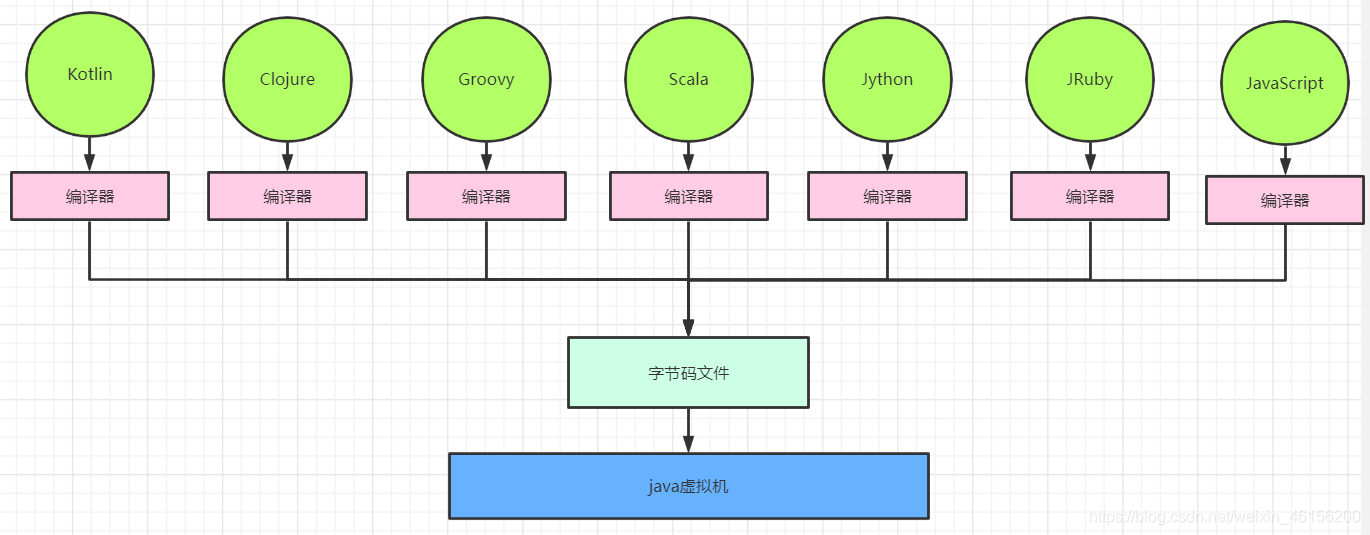 Kotlin
Clojure
Groovy
Scala
Jython
JRuby
JavaScript
编译器
编译器
编译器
编译器
编译器
编译器
编译器
字节码文件
java虚拟机
https://blog.csdn.net/weixin_46156200